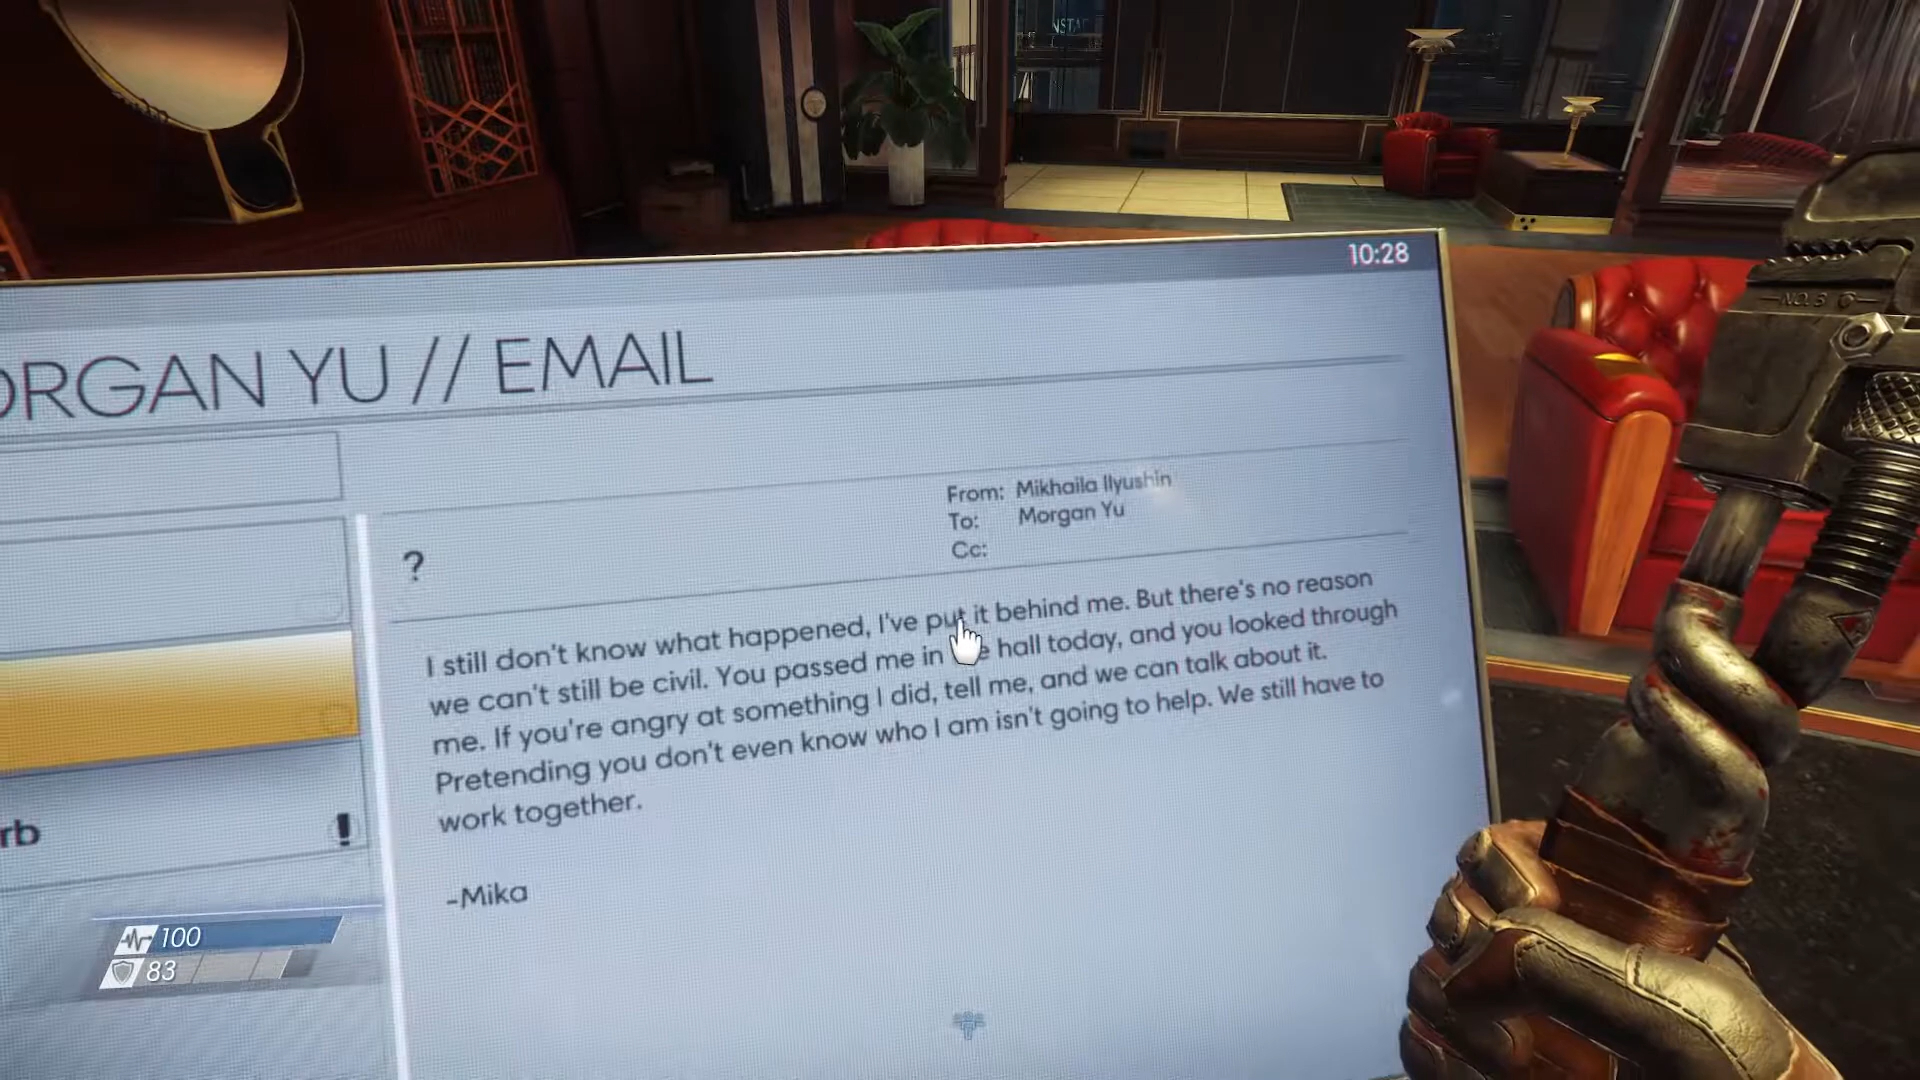 10:28
ORGAN YU // EMAIL
From: Mikhaila Ilyushin
To: Morgan Yu
Cc:
?
I still don't know what happened, I've put it behind me. But there's no reason
we can't still be civil. You passed me in hall today, and you looked through
me. If you're angry at something I did, tell me, and we can talk about it.
Pretending you don't even know who I am isn't going to help. We still have to
work together.
-Mika
rb !
100
83
NO. 3